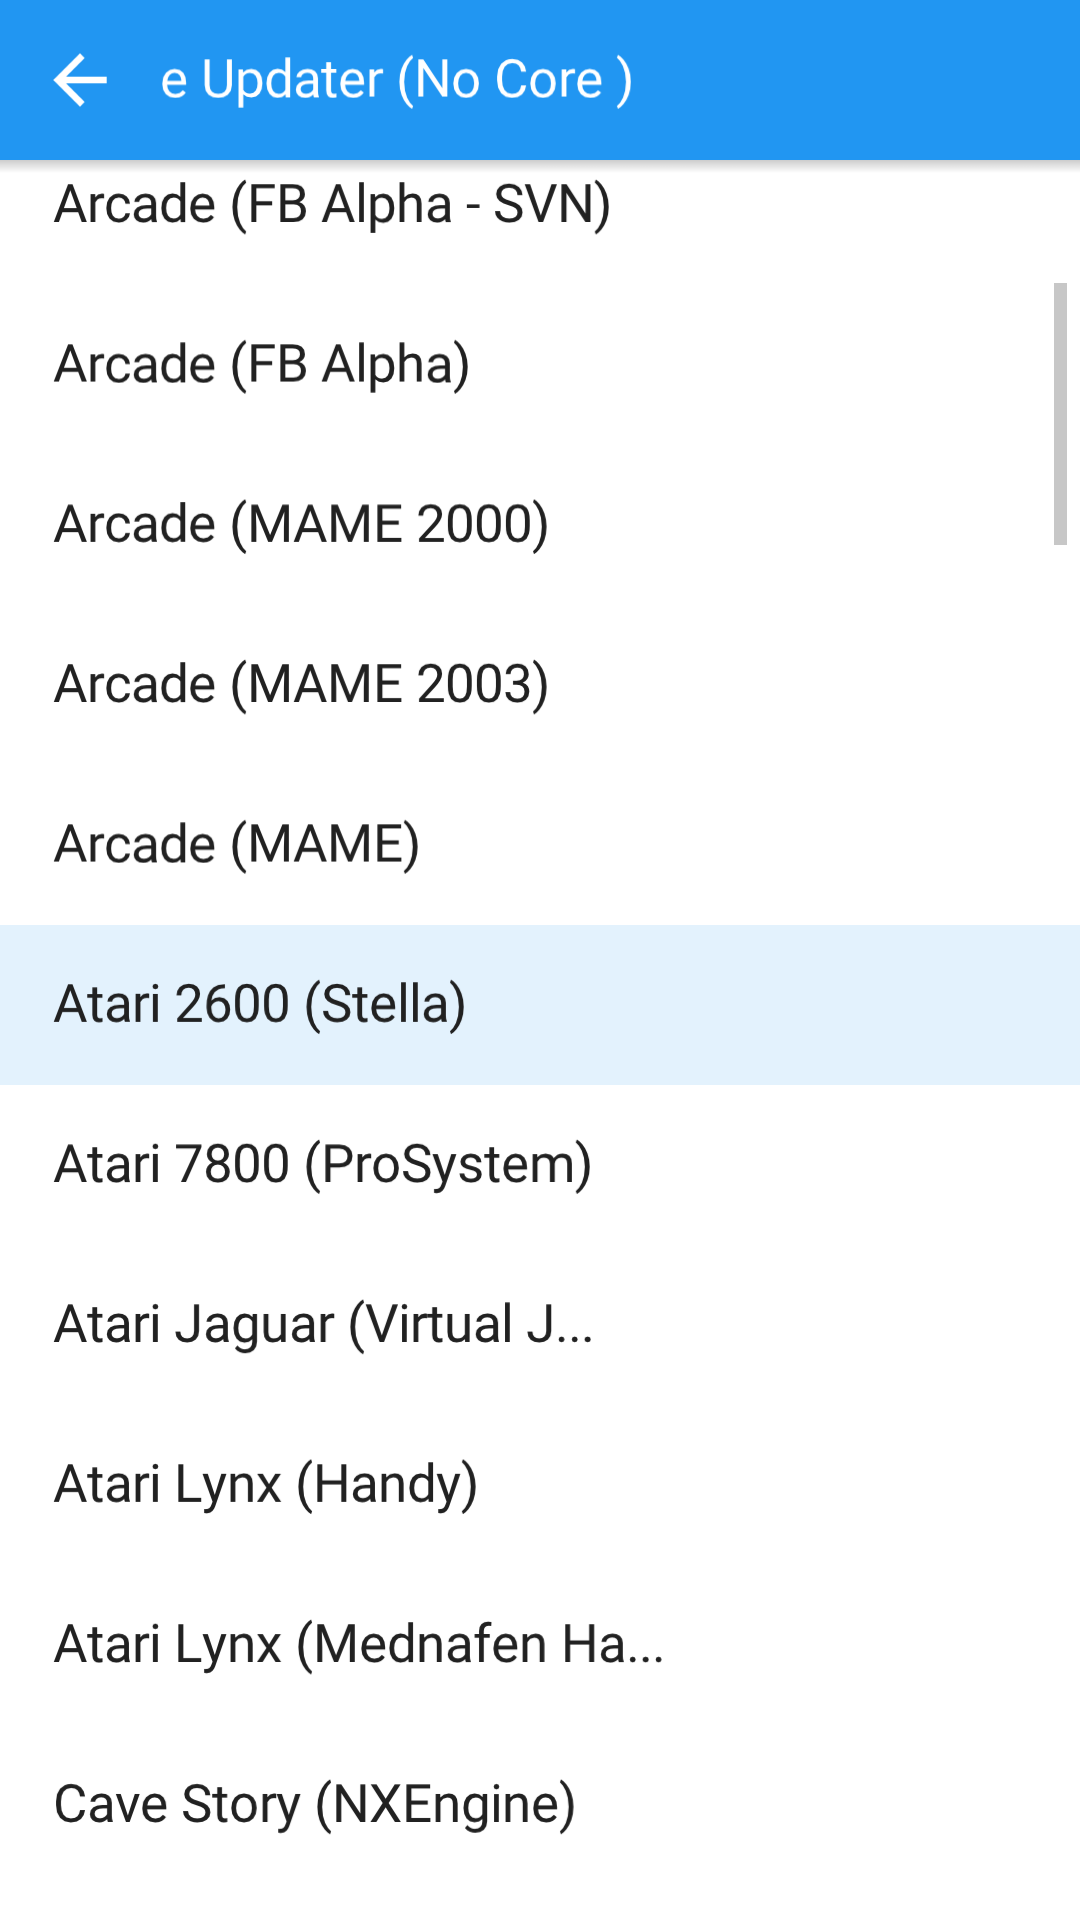 e Updater (No Core )
Arcade (FB Alpha - SVN)
Arcade (FB Alpha)
Arcade (MAME 2000)
Arcade (MAME 2003)
Arcade (MAME)
Atari 2600 (Stella)
Atari 7800 (ProSystem)
Atari Jaguar (Virtual J...
Atari Lynx (Handy)
Atari Lynx (Mednafen Ha...
Cave Story (NXEngine)